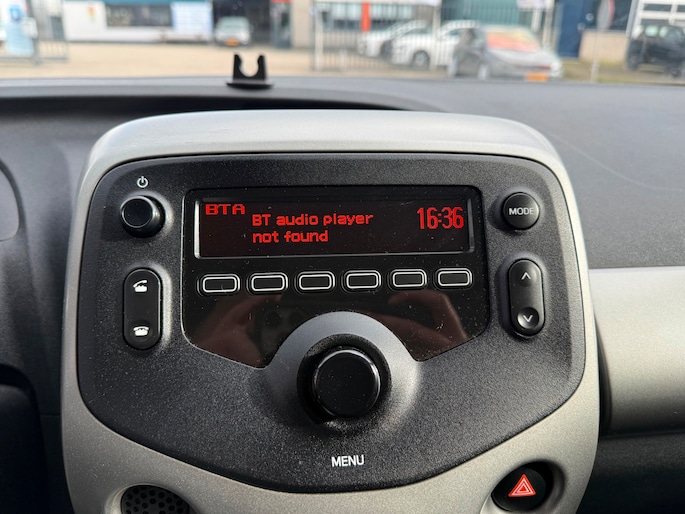 BTA
BT audio player
16:36
not found
MODE
MENU